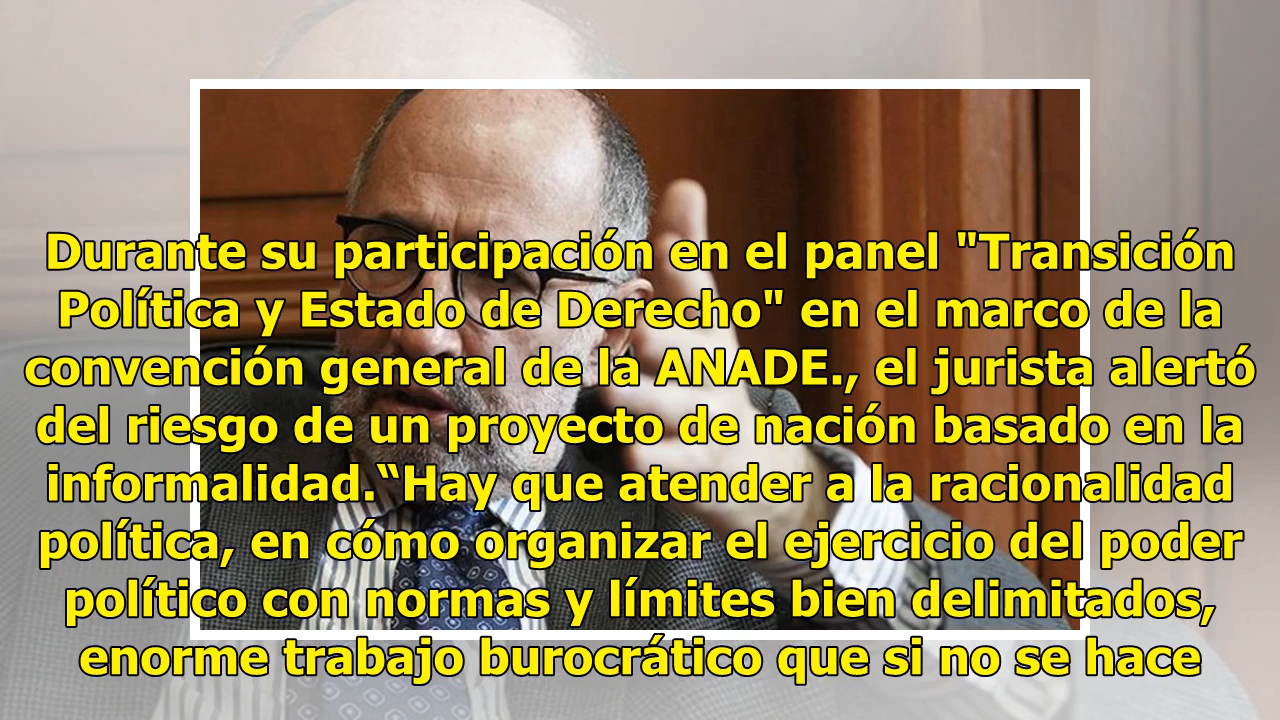 Durante su participación en el panel "Transición
Política y Estado de Derecho" en el marco de la
convención general de la ANADE., el jurista alertó
del riesgo de un proyecto de nación basado en la
informalidad.“Hay que atender a la racionalidad
política, en cómo organizar el ejercicio del poder
político con normas y límites bien delimitados,
enorme trabajo burocrático que si no se hace